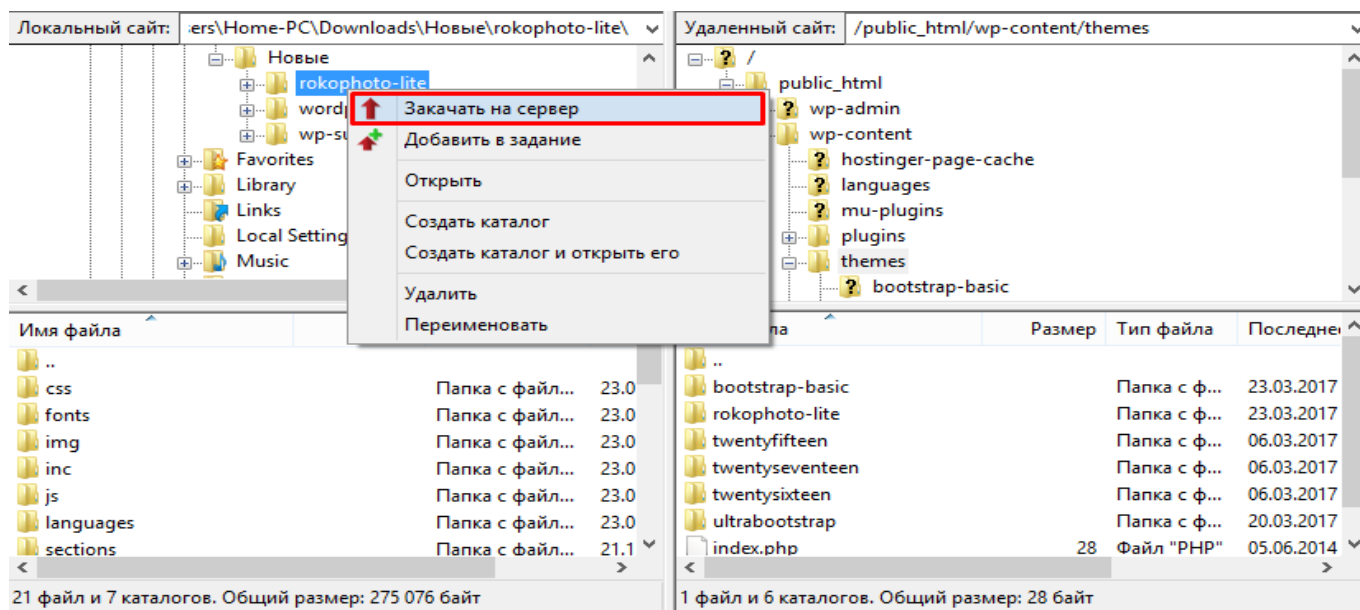 Локальный сайт: :ers\Home-PC\Downloads\Новые\rokophoto-lite\
Новые
rokophoto-lite
Favorites
Library
Links
Local Setting
Music
Закачать на сервер
Добавить в задание
Открыть
Создать каталог
Создать каталог и открыть его
Удалить
Переименовать
Имя файла
..
css Папка с файл... 23.0
fonts Папка с файл... 23.0
img Папка с файл... 23.0
inc Папка с файл... 23.0
js Папка с файл... 23.0
languages Папка с файл... 23.0
sections Папка с файл... 21.1
21 файл и 7 каталогов. Общий размер: 275 076 байт
Удаленный сайт: /public_html/wp-content/themes
/
public_html
wp-admin
wp-content
hostinger-page-cache
languages
mu-plugins
plugins
themes
bootstrap-basic
Размер Тип файла Последне
..
bootstrap-basic Папка с ф... 23.03.2017
rokophoto-lite Папка с ф... 23.03.2017
twentyfifteen Папка с ф... 06.03.2017
twentyseventeen Папка с ф... 06.03.2017
twentysixteen Папка с ф... 06.03.2017
ultrabootstrap Папка с ф... 20.03.2017
index.php 28 Файл "PHP" 05.06.2014
1 файл и 6 каталогов. Общий размер: 28 байт